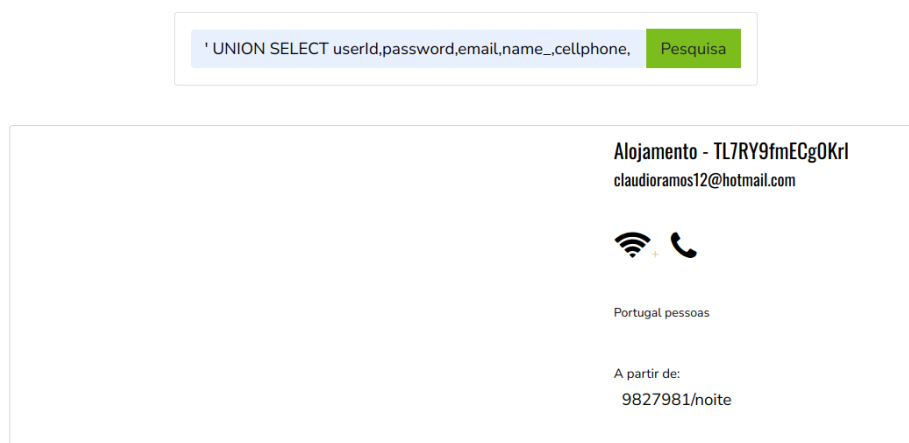 ' UNION SELECT userId,password,email,name_,cellphone,
Pesquisa
Alojamento - TL7RY9fmECgOKrl
claudioramos12@hotmail.com
+
Portugal pessoas
A partir de:
9827981/noite